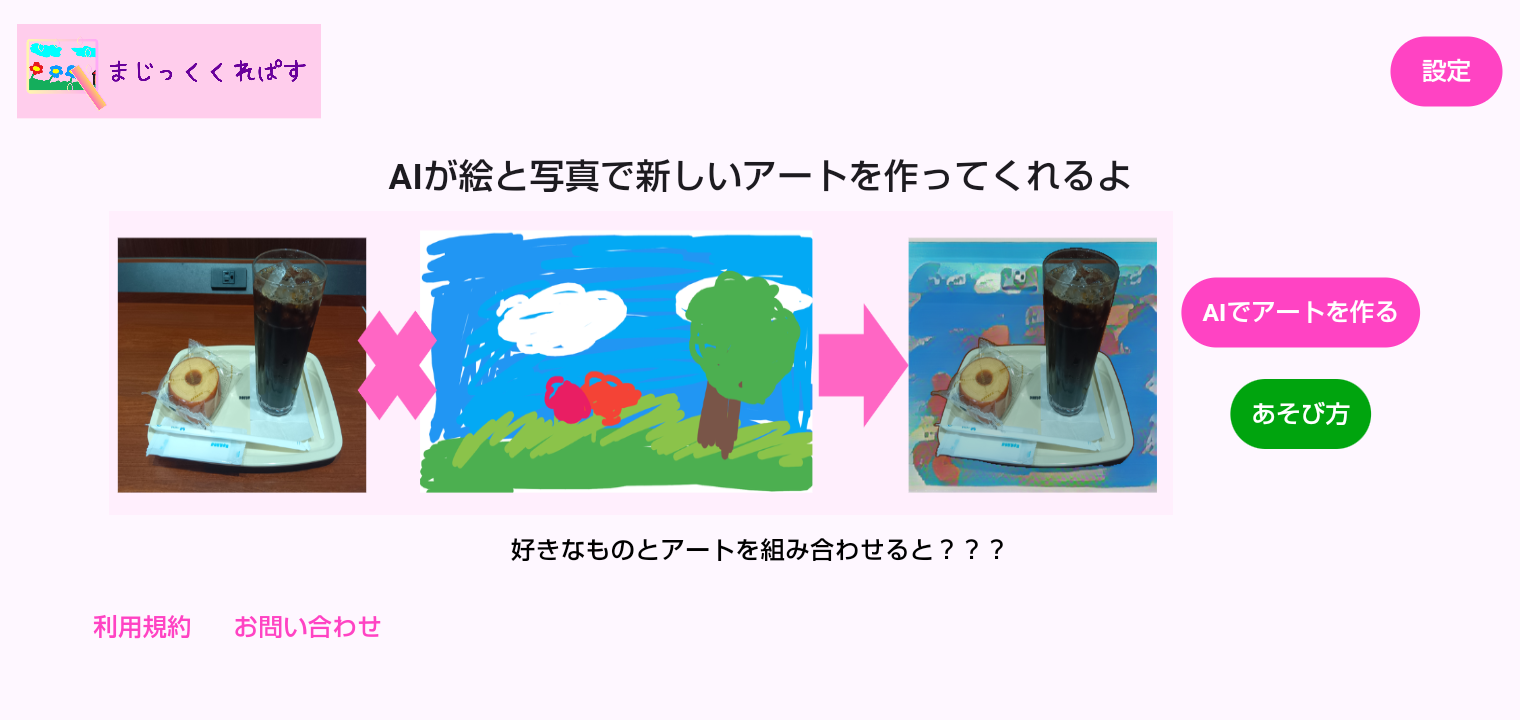 まじっくくれぱす
設定
AIが絵と写真で新しいアートを作ってくれるよ
AIでアートを作る
あそび方
好きなものとアートを組み合わせると？？？
利用規約
お問い合わせ